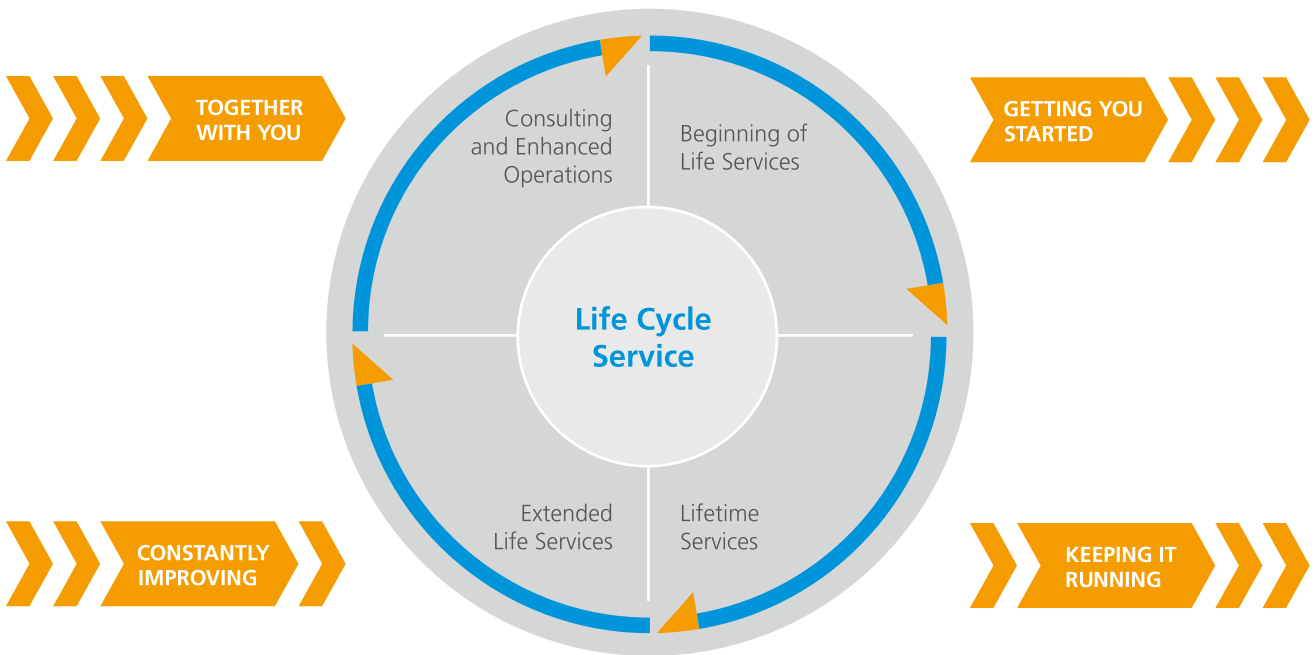 TOGETHER
WITH YOU
Consulting
and Enhanced
Operations
Beginning of
Life Services
GETTING YOU
STARTED
Life Cycle
Service
CONSTANTLY
IMPROVING
Extended
Life Services
Lifetime
Services
KEEPING IT
RUNNING